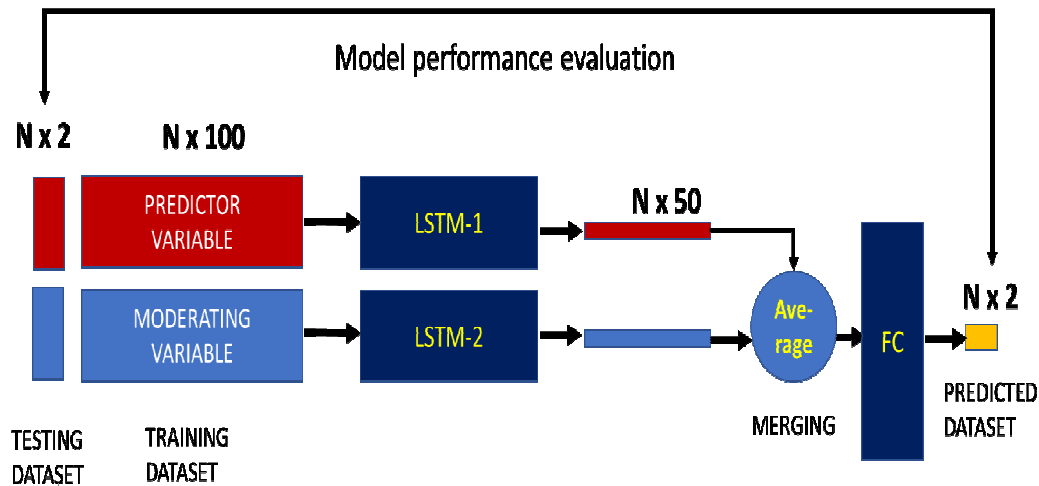 Model performance evaluation
N x 2
N x 100
PREDICTOR
VARIABLE
LSTM-1
N x 50
MODERATING
VARIABLE
LSTM-2
Ave-
rage
FC
N x 2
TESTING
DATASET
TRAINING
DATASET
MERGING
PREDICTED
DATASET